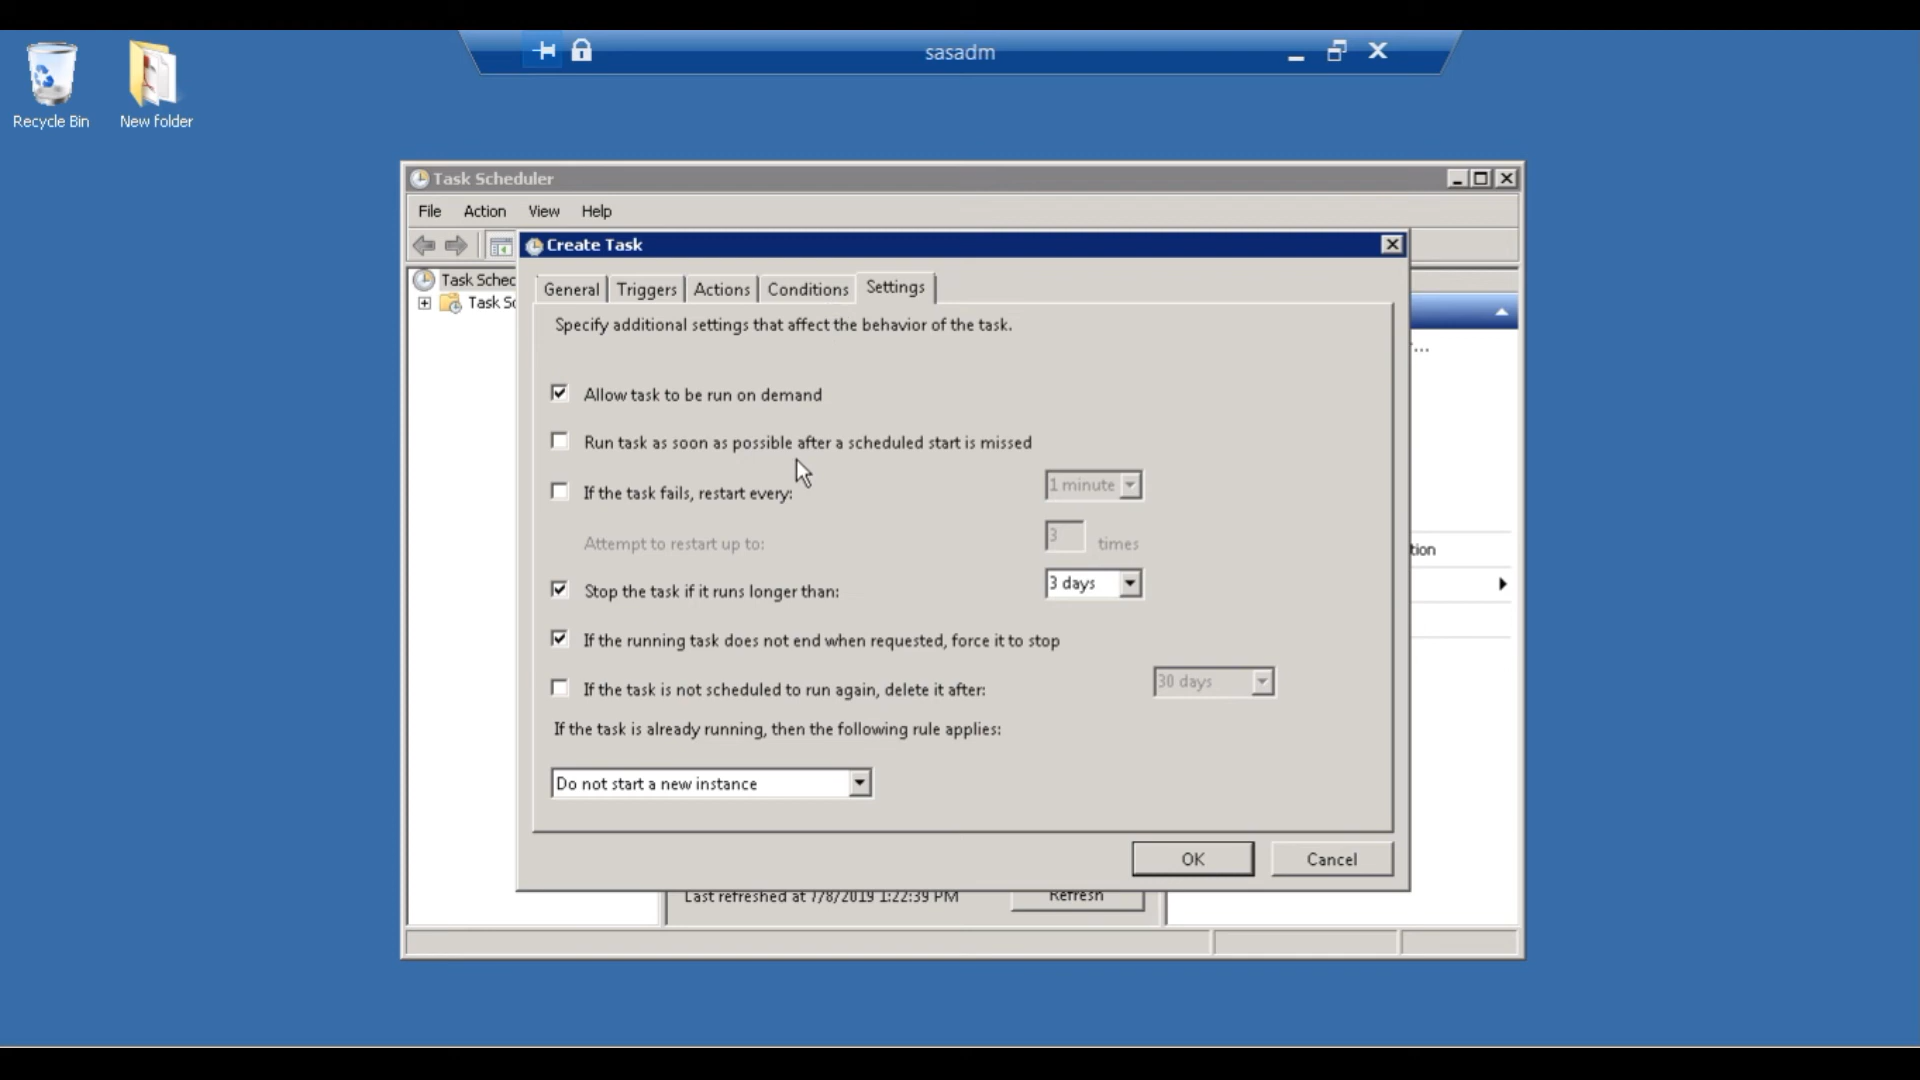 sasadm
Recycle Bin
New folder
Task Scheduler
File Action View Help
Create Task
Task Sched
Task Sc
General Triggers Actions Conditions Settings
Specify additional settings that affect the behavior of the task.
Allow task to be run on demand
Run task as soon as possible after a scheduled start is missed
If the task fails, restart every: 1 minute
Attempt to restart up to: 3 times
tion
Stop the task if it runs longer than: 3 days
If the running task does not end when requested, force it to stop
If the task is not scheduled to run again, delete it after: 30 days
If the task is already running, then the following rule applies:
Do not start a new instance
OK Cancel
Last refreshed at 7/8/2019 1:22:39 PM Refresh